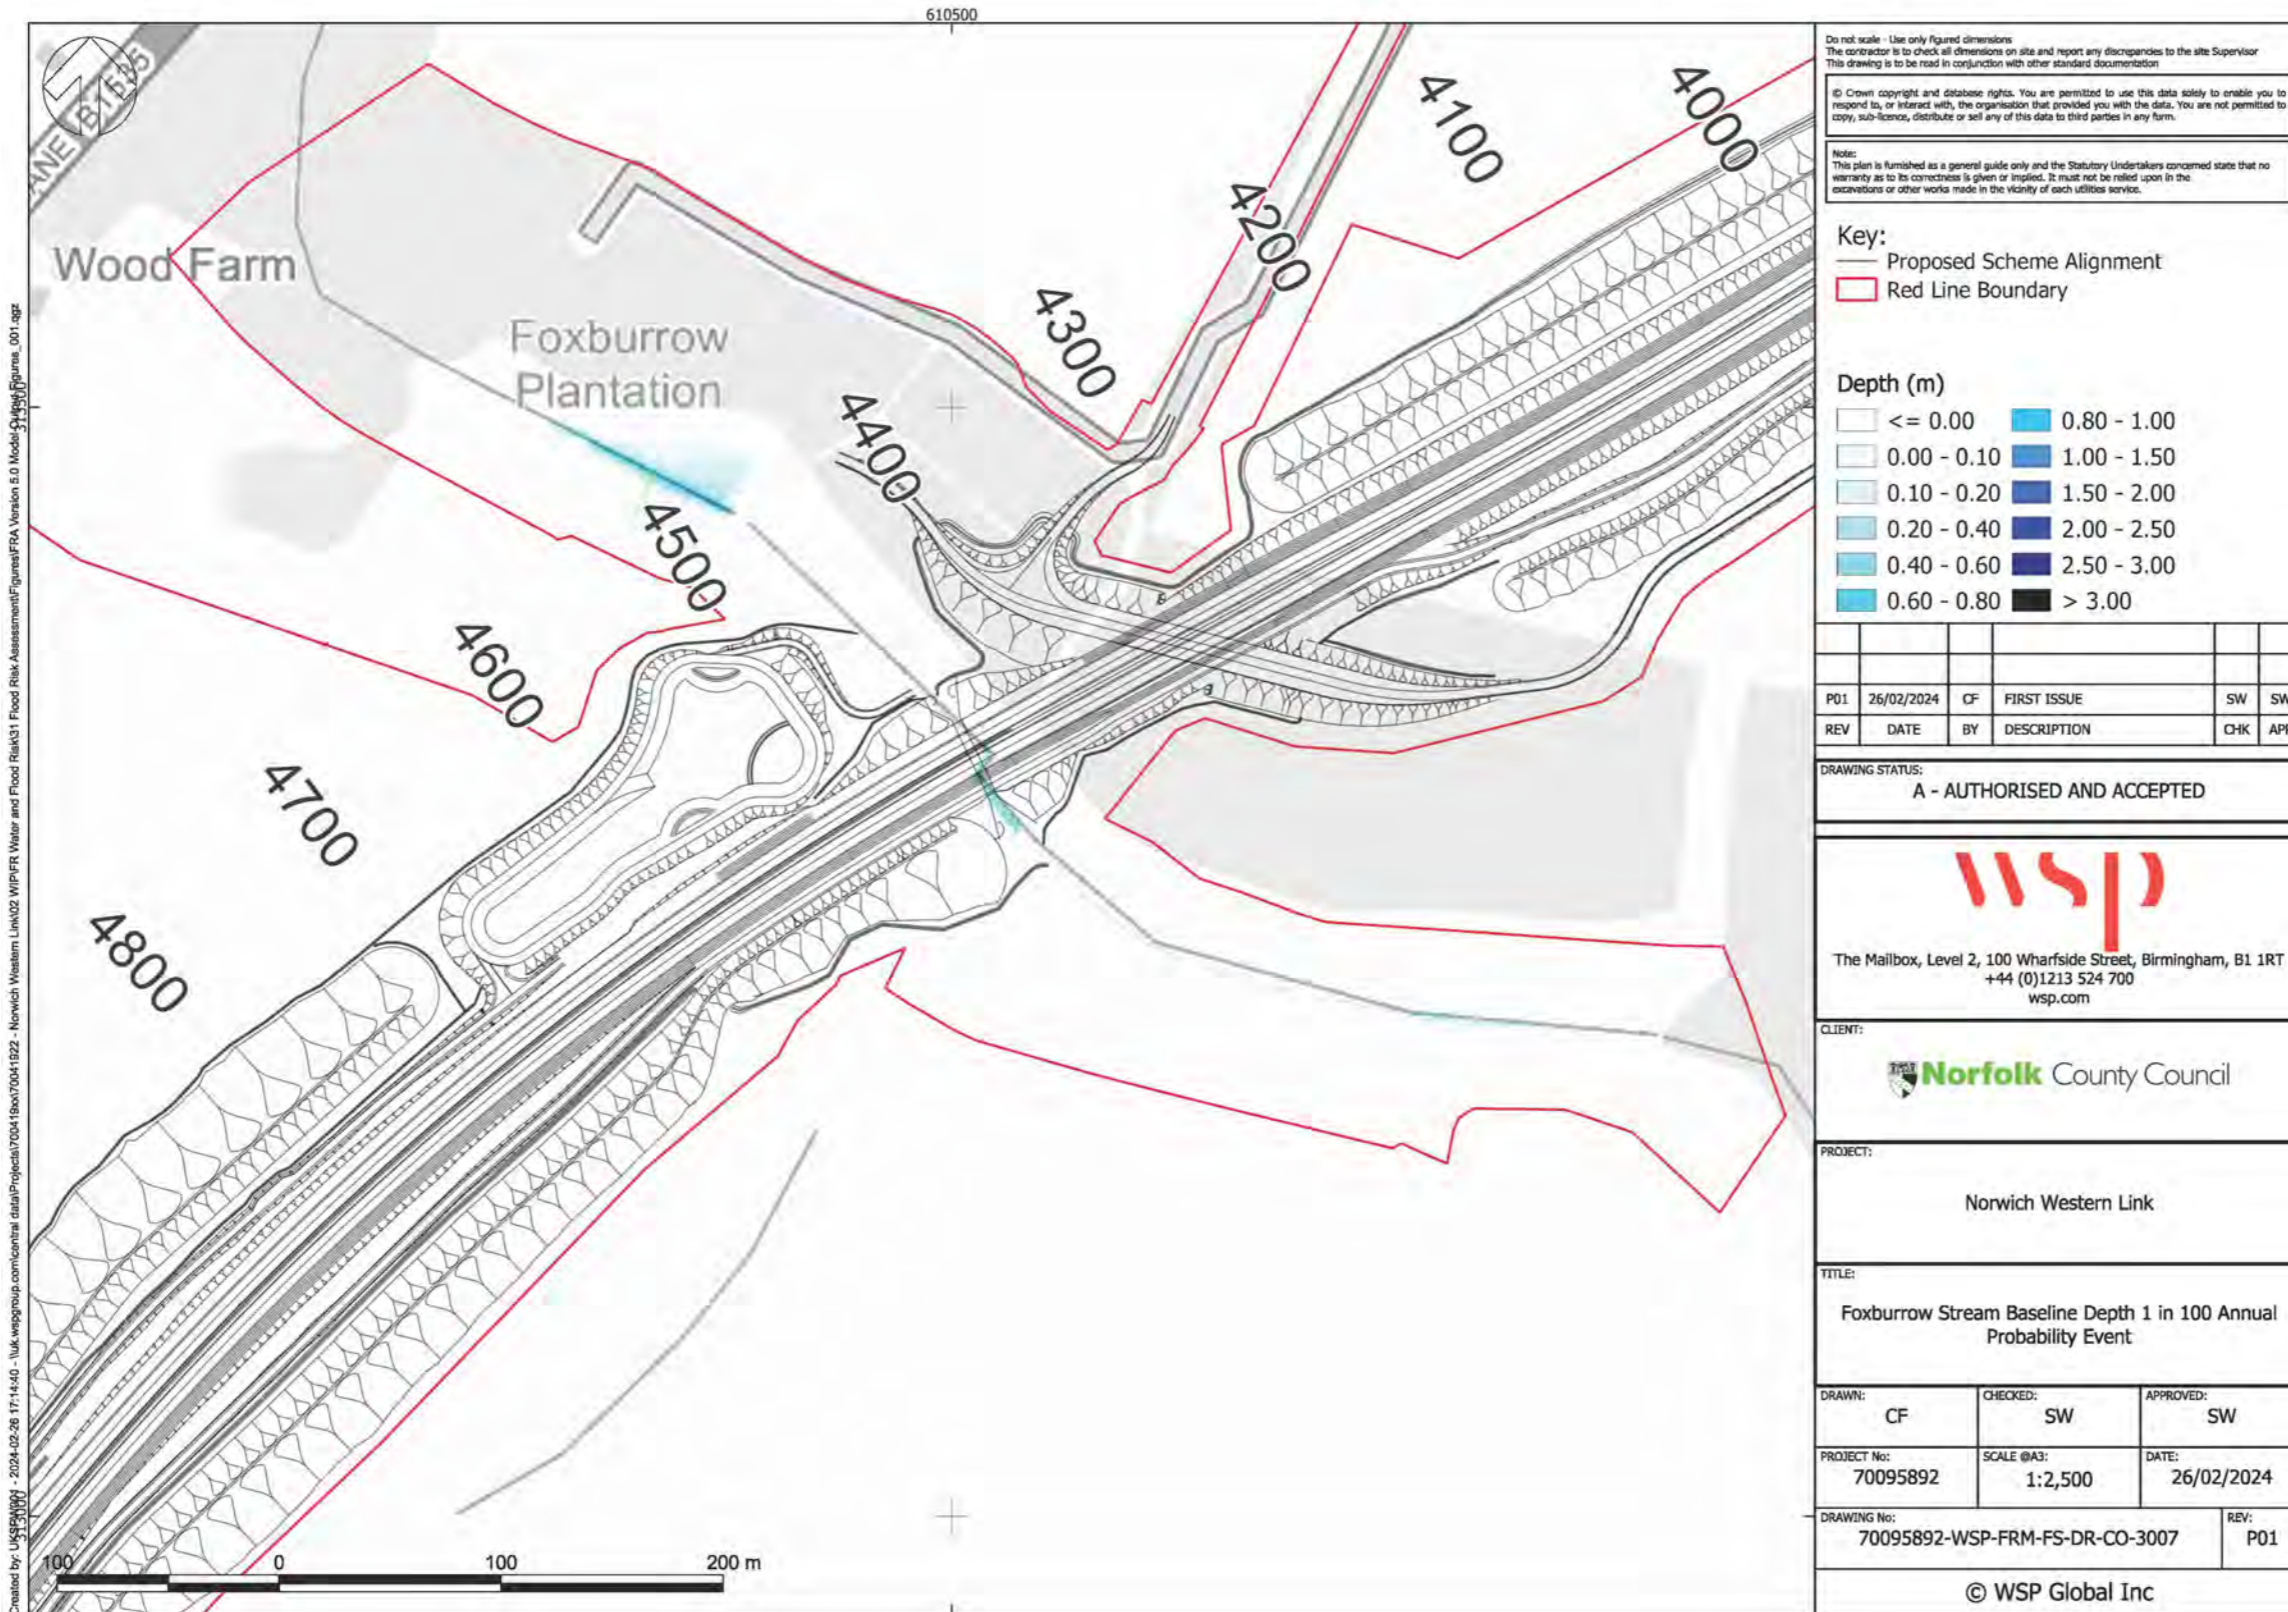 610500
Do not scale - Use only figured dimensions
The contractor is to check all dimensions on site and report any discrepancies to the site Supervisor
This drawing is to be read in conjunction with other standard documentation
© Crown copyright and database rights. You are permitted to use this data solely to enable you to
respond to, or interact with, the organisation that provided you with the data. You are not permitted to
copy, sub-licence, distribute or sell any of this data to third parties in any form.
Note:
This plan is furnished as a general guide only and the Statutory Undertakers concerned state that no
warranty as to its correctness is given or implied. It must not be relied upon in the
excavations or other works made in the vicinity of each utilities service.
Key:
Proposed Scheme Alignment
Red Line Boundary
Depth (m)
<= 0.00
0.00 - 0.10
0.10 - 0.20
0.20 - 0.40
0.40 - 0.60
0.60 - 0.80
0.80 - 1.00
1.00 - 1.50
1.50 - 2.00
2.00 - 2.50
2.50 - 3.00
> 3.00
P01 26/02/2024 CF FIRST ISSUE SW SW
REV DATE BY DESCRIPTION CHK APP
DRAWING STATUS:
A - AUTHORISED AND ACCEPTED
wsp
The Mailbox, Level 2, 100 Wharfside Street, Birmingham, B1 1RT
+44 (0)1213 524 700
wsp.com
CLIENT:
Norfolk County Council
PROJECT:
Norwich Western Link
TITLE:
Foxburrow Stream Baseline Depth 1 in 100 Annual
Probability Event
DRAWN: CHECKED: APPROVED:
CF SW SW
PROJECT No: SCALE @A3: DATE:
70095892 1:2,500 26/02/2024
DRAWING No: REV:
70095892-WSP-FRM-FS-DR-CO-3007 P01
© WSP Global Inc
ANE B1535
Wood Farm
Foxburrow
Plantation
4000
4100
4200
4300
4400
4500
4600
4700
4800
313000
100 0 100 200 m